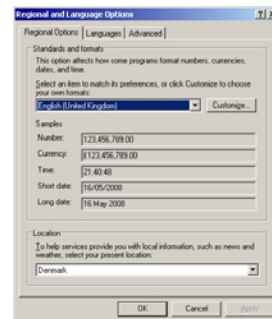 Regional and Language Options
Regional Options Languages Advanced
Standards and formats
This option affects how some programs format numbers, currencies,
dates, and time.
Select an item to match its preferences, or click Customize to choose
your own formats:
English (United Kingdom) Customize...
Samples
Number: 123,456,789.00
Currency: £123,456,789.00
Time: 21:40:48
Short date: 16/05/2008
Long date: 16 May 2008
Location
To help services provide you with local information, such as news and
weather, select your present location:
Denmark
OK Cancel Apply